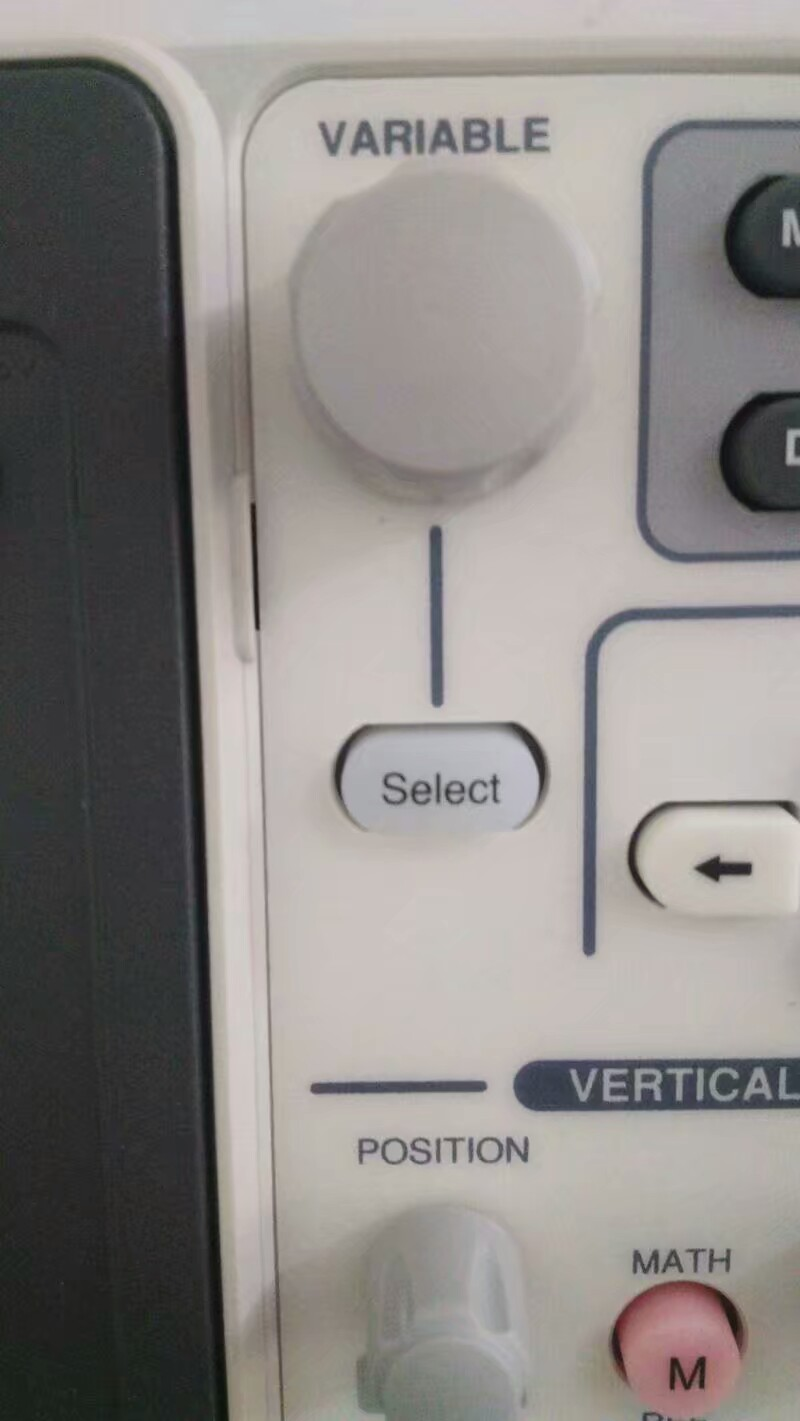 VARIABLE
M
D
Select
VERTICAL
POSITION
MATH
M